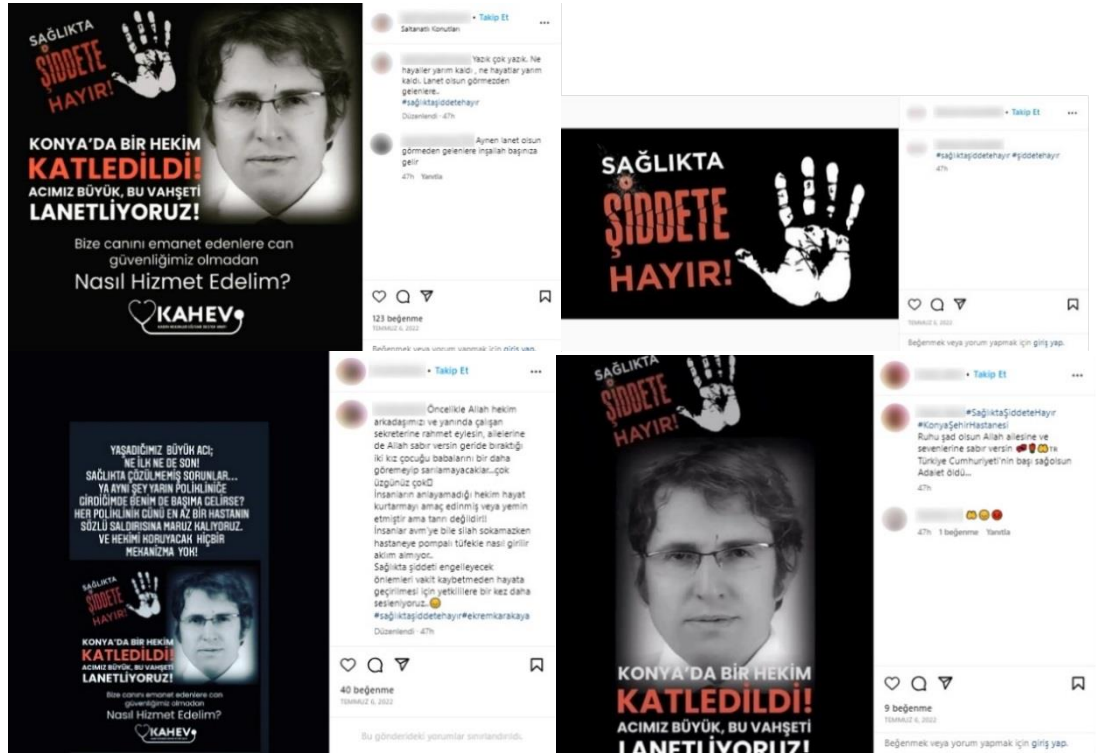 SAĞLIKTA
ŞİDDETE
HAYIR!
KONYA'DA BİR HEKİM
KATLEDİLDİ!
ACIMIZ BÜYÜK, BU VAHŞETİ
LANETLİYORUZ!
Bize canını emanet edenlere can
güvenliğimiz olmadan
Nasıl Hizmet Edelim?
KAHEV
• Takip Et
Saltanatlı Konutları
Yazık çok yazık. Ne
hayaller yarım kaldı , ne hayatlar yarım
kaldı. Lanet olsun görmezden
gelenlere..
#sağlıktaşiddetehayır
Düzenlendi · 47h
Aynen lanet olsun
görmeden gelenlere inşallah başınıza
gelir
47h Yanıtla
123 beğenme
TEMMUZ 6, 2022
Beğenmek veya yorum yapmak için giriş yap.
SAĞLIKTA
ŞİDDETE
HAYIR!
• Takip Et
#sağlıktaşiddetehayır #şiddetehayır
47h
TEMMUZ 6, 2022
Beğenmek veya yorum yapmak için giriş yap.
YAŞADIĞIMIZ BÜYÜK ACI;
NE İLK NE DE SON!
SAĞLIKTA ÇÖZÜLMEMİŞ SORUNLAR...
YA AYNI ŞEY YARIN POLİKLİNİĞE
GİRDİĞİMDE BENİM DE BAŞIMA GELİRSE?
HER POLİKLİNİK GÜNÜ EN AZ BİR HASTANIN
SÖZLÜ SALDIRISINA MARUZ KALIYORUZ.
VE HEKİMİ KORUYACAK HİÇBİR
MEKANİZMA YOK!
SAĞLIKTA
ŞİDDETE
HAYIR!
KONYA'DA BİR HEKİM
KATLEDİLDİ!
ACIMIZ BÜYÜK, BU VAHŞETİ
LANETLİYORUZ!
Bize canını emanet edenlere can
güvenliğimiz olmadan
Nasıl Hizmet Edelim?
KAHEV
• Takip Et
Öncelikle Allah hekim
arkadaşımızı ve yanında çalışan
sekreterine rahmet eylesin, ailelerine
de Allah sabır versin geride bıraktığı
iki kız çocuğu babalarını bir daha
göremeyip sarılamayacaklar...çok
üzgünüz çok
İnsanların anlayamadığı hekim hayat
kurtarmayı amaç edinmiş veya yemin
etmiştir ama tanrı değildir!!
İnsanlar avm'ye bile silah sokamazken
hastaneye pompalı tüfekle nasıl girilir
aklım almıyor..
Sağlıkta şiddeti engelleyecek
önlemleri vakit kaybetmeden hayata
geçirilmesi için yetkililere bir kez daha
sesleniyoruz..😔
#sağlıktaşiddetehayır#ekremkarakaya
Düzenlendi · 47h
40 beğenme
TEMMUZ 6, 2022
Bu gönderideki yorumlar sınırlandırıldı.
SAĞLIKTA
ŞİDDETE
HAYIR!
KONYA'DA BİR HEKİM
KATLEDİLDİ!
ACIMIZ BÜYÜK, BU VAHŞETİ
LANETLİYORUZ!
• Takip Et
#SağlıktaŞiddeteHayır
#KonyaŞehirHastanesi
Ruhu şad olsun Allah ailesine ve
sevenlerine sabır versin
Türkiye Cumhuriyeti'nin başı sağolsun
Adalet öldü...
47h
47h 1 beğenme Yanıtla
9 beğenme
TEMMUZ 6, 2022
Beğenmek veya yorum yapmak için giriş yap.